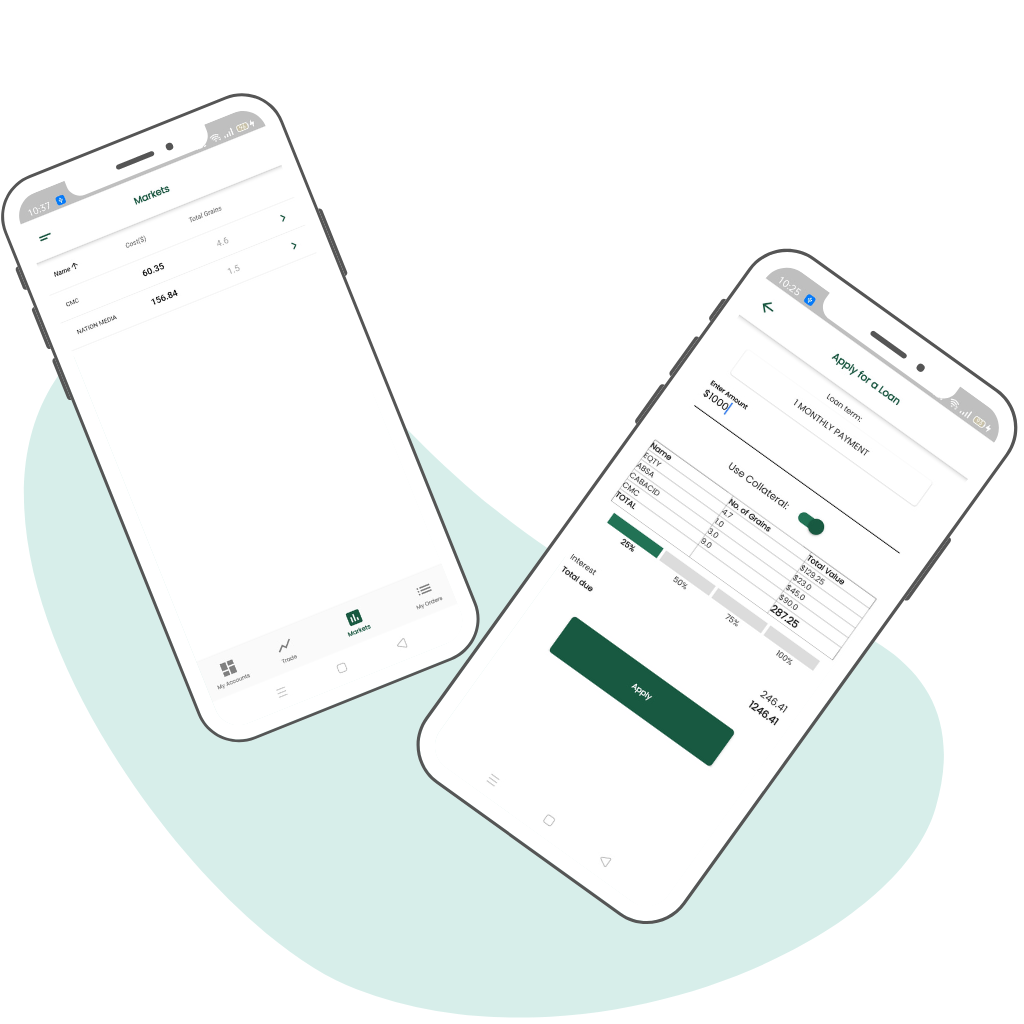 10:37
Markets
Name Cost($) Total Grains
CMC 60.35 4.6
NATION MEDIA 156.84 1.5
My Accounts Trade Markets My Orders
10:25
Apply for a Loan
Loan term:
1 MONTHLY PAYMENT
Enter Amount
$1000
Use Collateral:
Name No. of Grains Total Value
EQTY 4.7 $129.25
ABSA 1.0 $23.0
CABACID 3.0 $45.0
CMC 9.0 $90.0
TOTAL 287.25
25% 50% 75% 100%
Interest 246.41
Total due 1246.41
Apply